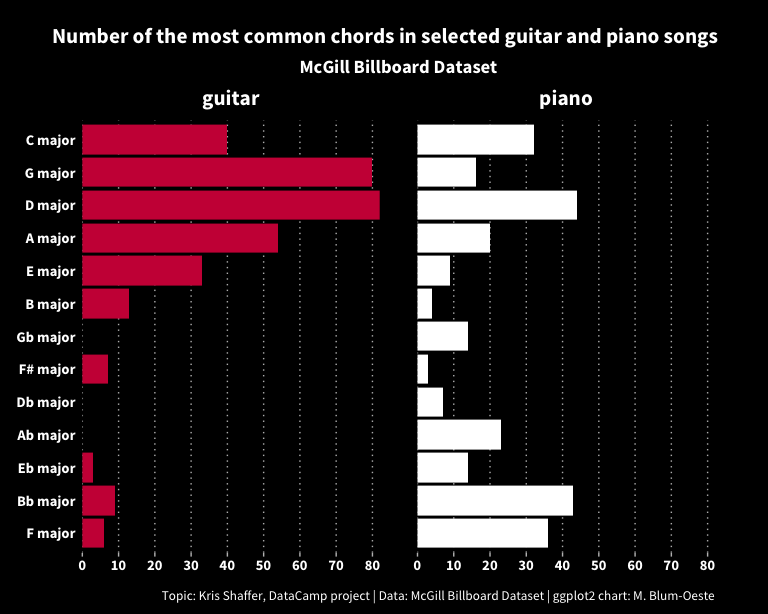 Number of the most common chords in selected guitar and piano songs
McGill Billboard Dataset
guitar piano
C major
G major
D major
A major
E major
B major
Gb major
F# major
Db major
Ab major
Eb major
Bb major
F major
0 10 20 30 40 50 60 70 80 0 10 20 30 40 50 60 70 80
Topic: Kris Shaffer, DataCamp project | Data: McGill Billboard Dataset | ggplot2 chart: M. Blum-Oeste